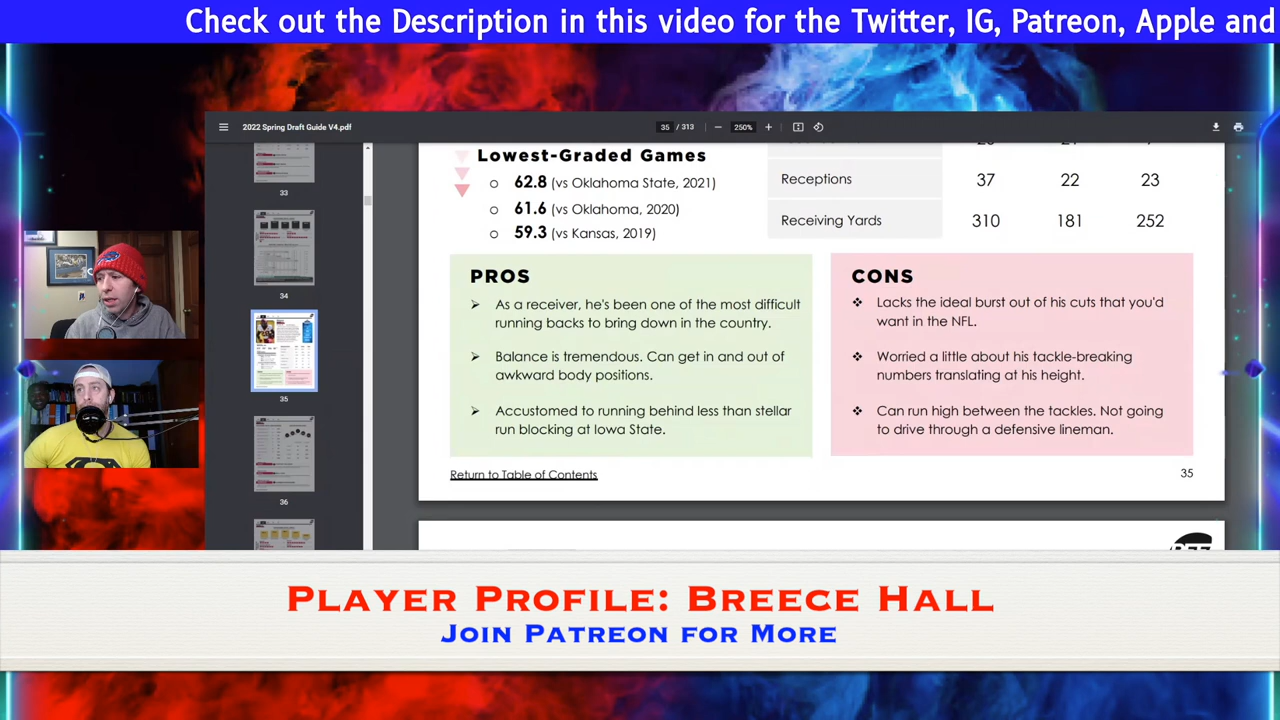 Check out the Description in this video for the Twitter, IG, Patreon, Apple and
2022 Spring Draft Guide V4.pdf
35 / 313
250%
33
34
35
36
Lowest-Graded Games
62.8 (vs Oklahoma State, 2021)
61.6 (vs Oklahoma, 2020)
59.3 (vs Kansas, 2019)
Receptions 37 22 23
Receiving Yards 310 181 252
PROS
As a receiver, he's been one of the most difficult
running backs to bring down in the country.
Balance is tremendous. Can get in and out of
awkward body positions.
Accustomed to running behind less than stellar
run blocking at Iowa State.
CONS
Lacks the ideal burst out of his cuts that you'd
want in the NFL.
Worried a little about his tackle-breaking
numbers translating at his height.
Can run high between the tackles. Not going
to drive through a defensive lineman.
Return to Table of Contents
35
Player Profile: Breece Hall
Join Patreon for More